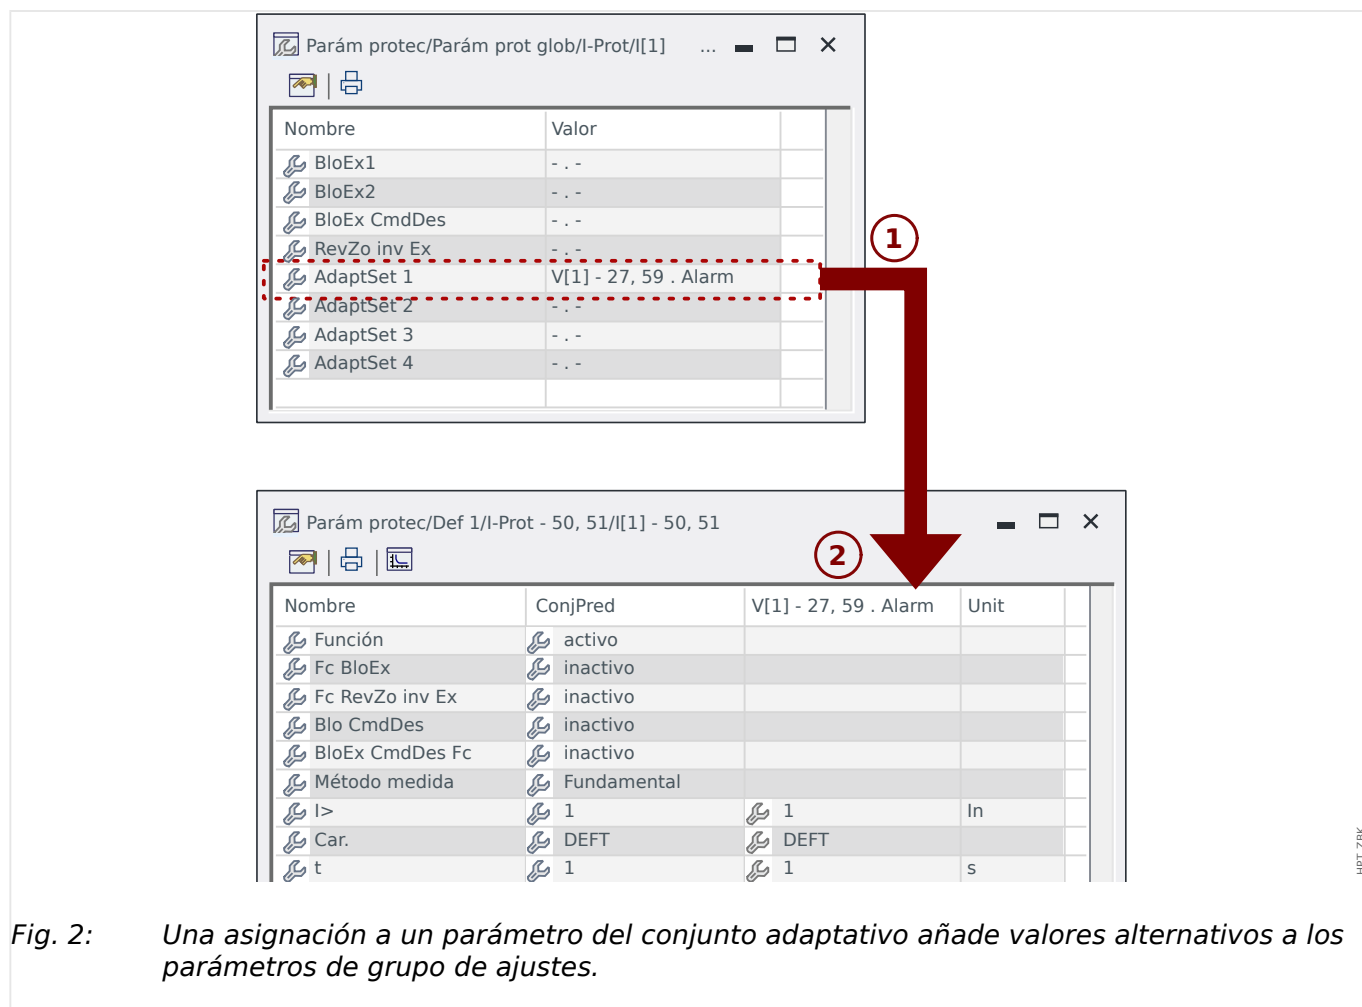 Parám protec/Parám prot glob/I-Prot/I[1] ...
Nombre Valor
BloEx1 - . -
BloEx2 - . -
BloEx CmdDes - . -
RevZo inv Ex - . -
AdaptSet 1 V[1] - 27, 59 . Alarm
AdaptSet 2 - . -
AdaptSet 3 - . -
AdaptSet 4 - . -
1
Parám protec/Def 1/I-Prot - 50, 51/I[1] - 50, 51
2
Nombre ConjPred V[1] - 27, 59 . Alarm Unit
Función activo
Fc BloEx inactivo
Fc RevZo inv Ex inactivo
Blo CmdDes inactivo
BloEx CmdDes Fc inactivo
Método medida Fundamental
I> 1 1 In
Car. DEFT DEFT
t 1 1 s
Fig. 2: Una asignación a un parámetro del conjunto adaptativo añade valores alternativos a los
parámetros de grupo de ajustes.